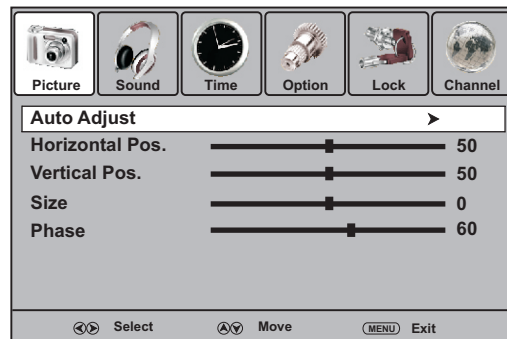 Picture Sound Time Option Lock Channel
Auto Adjust
Horizontal Pos. 50
Vertical Pos. 50
Size 0
Phase 60
Select Move MENU Exit